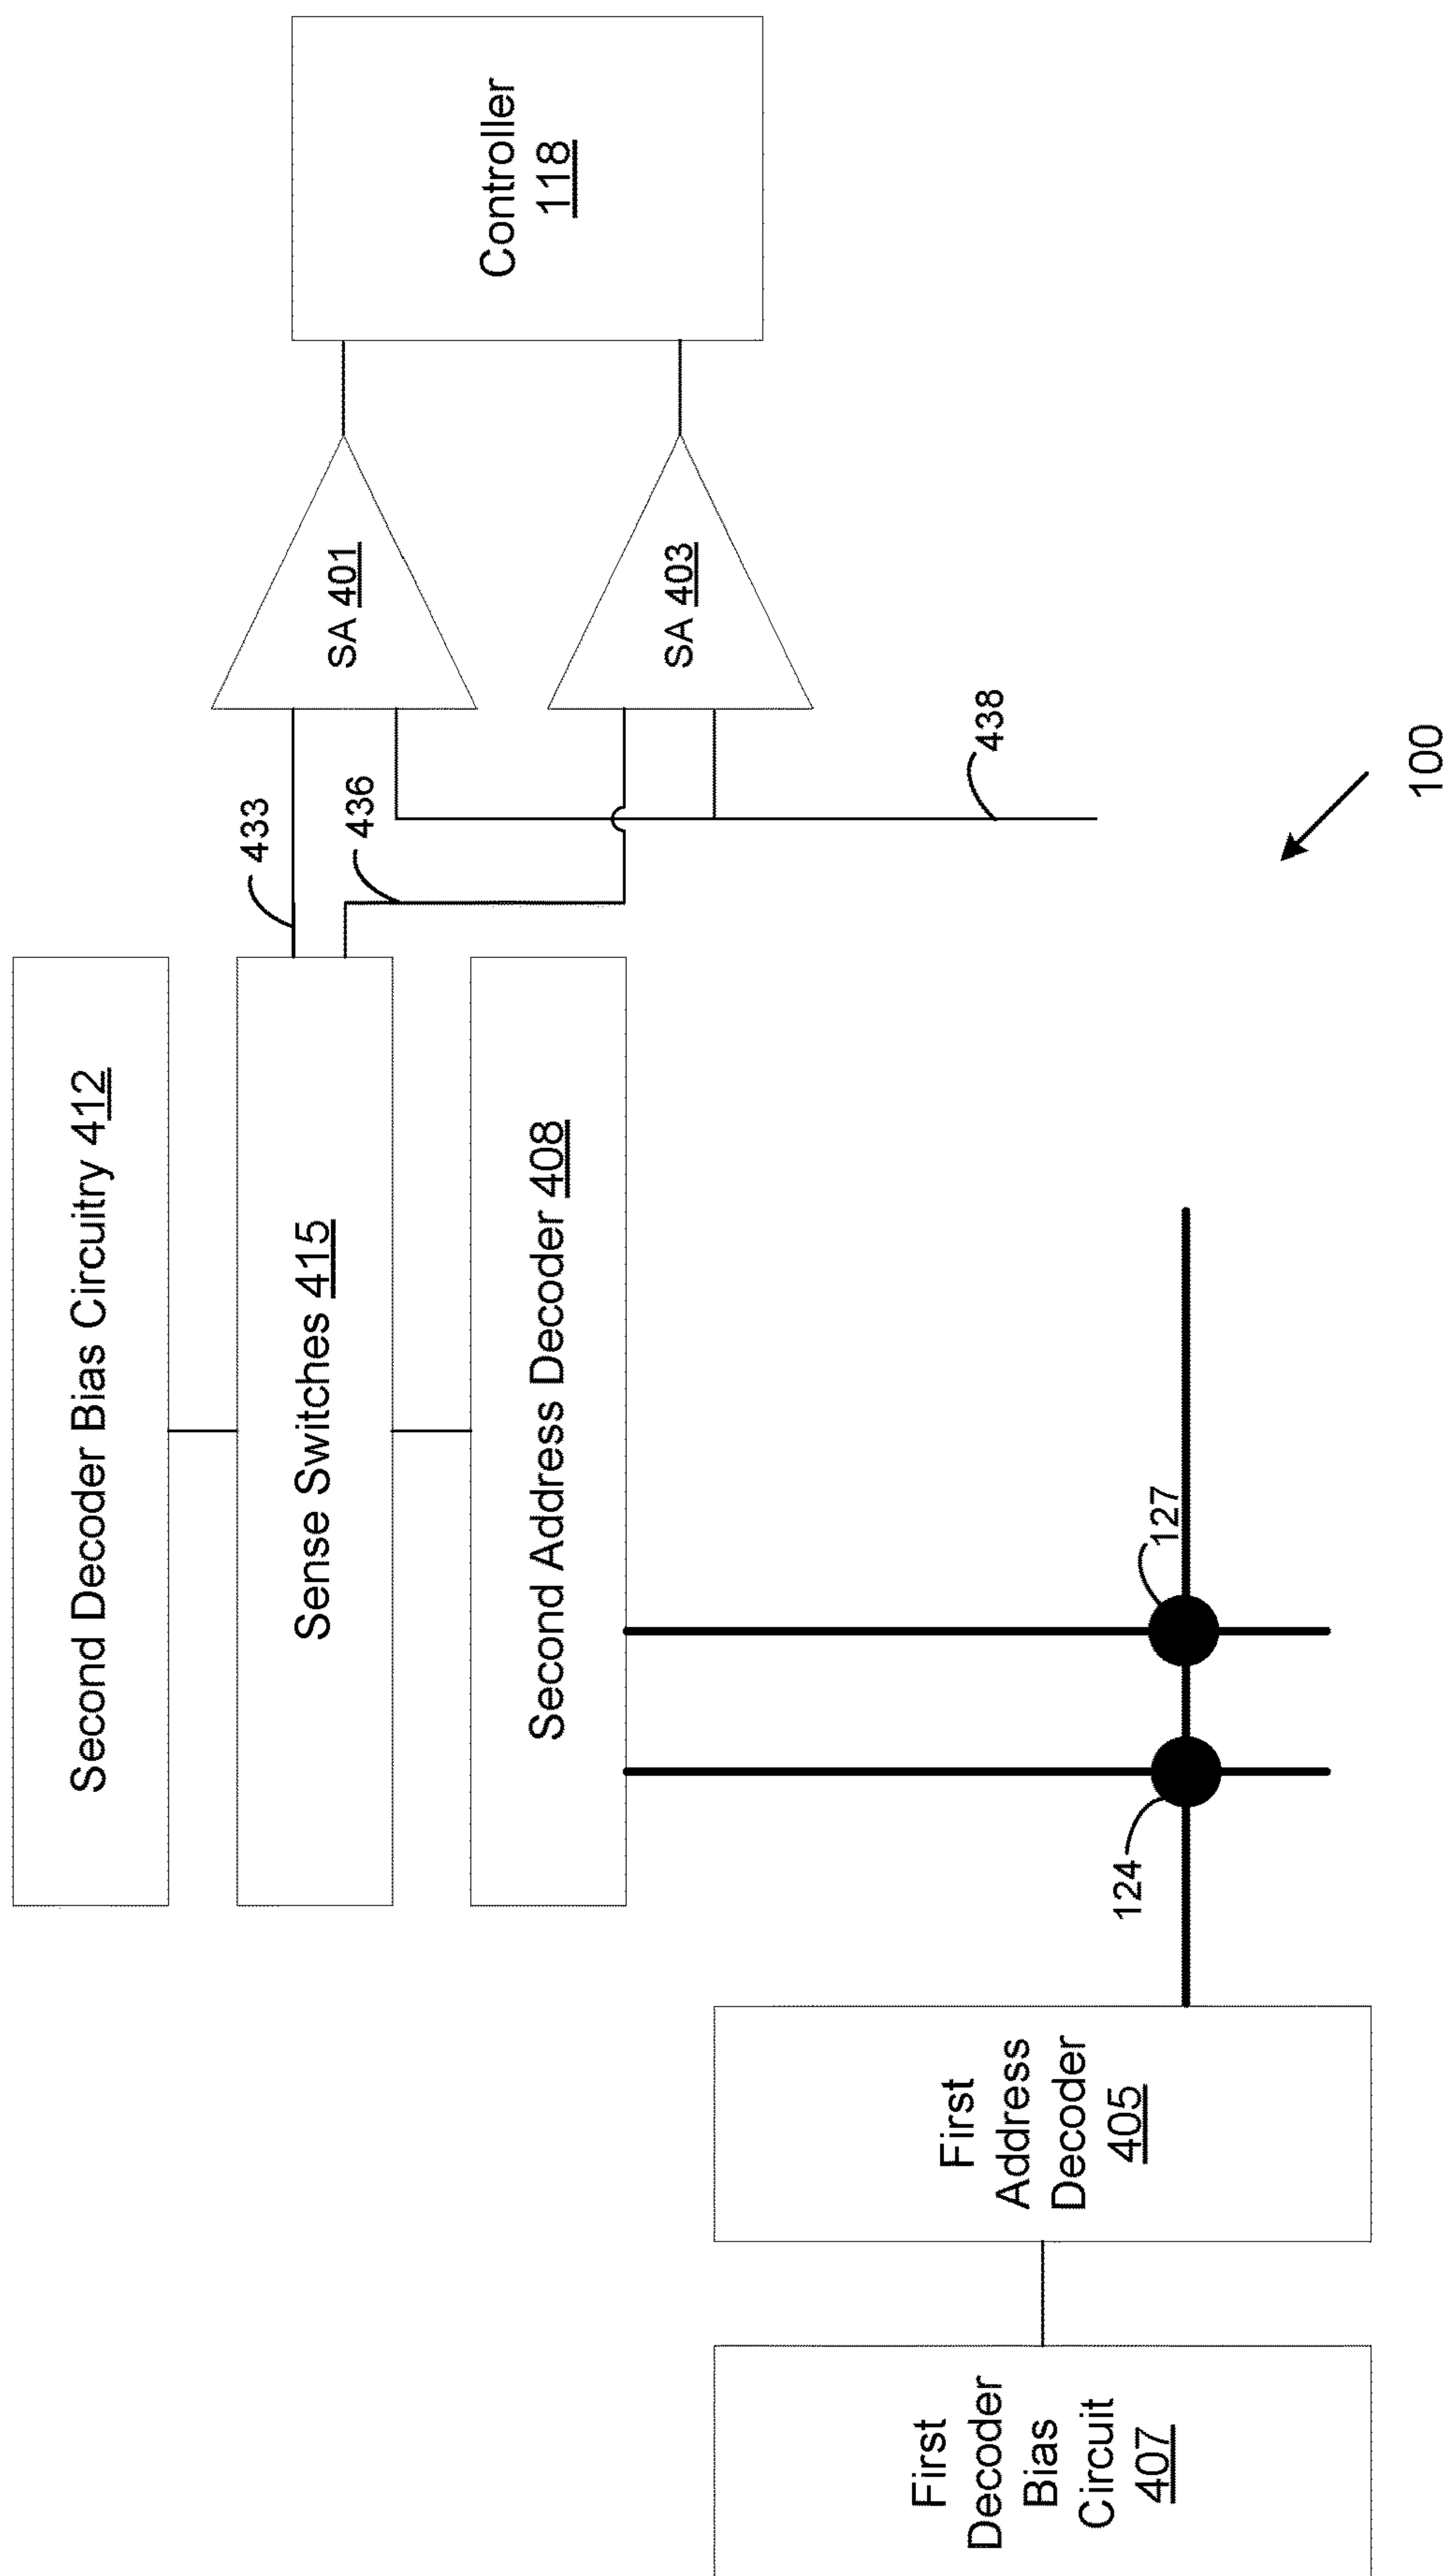 Second Decoder Bias Circuitry 412
Sense Switches 415
433
436
SA 401
Controller
118
Second Address Decoder 408
SA 403
438
First
Decoder
Bias
Circuit
407
First
Address
Decoder
405
124
127
100